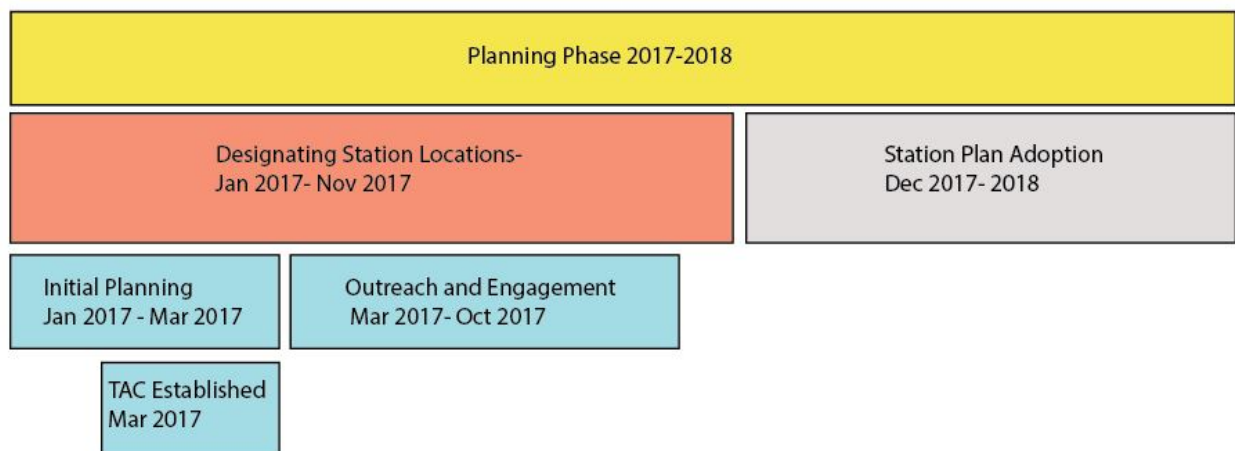 Planning Phase 2017-2018
Designating Station Locations-
Jan 2017- Nov 2017
Station Plan Adoption
Dec 2017- 2018
Initial Planning
Jan 2017 - Mar 2017
Outreach and Engagement
Mar 2017- Oct 2017
TAC Established
Mar 2017